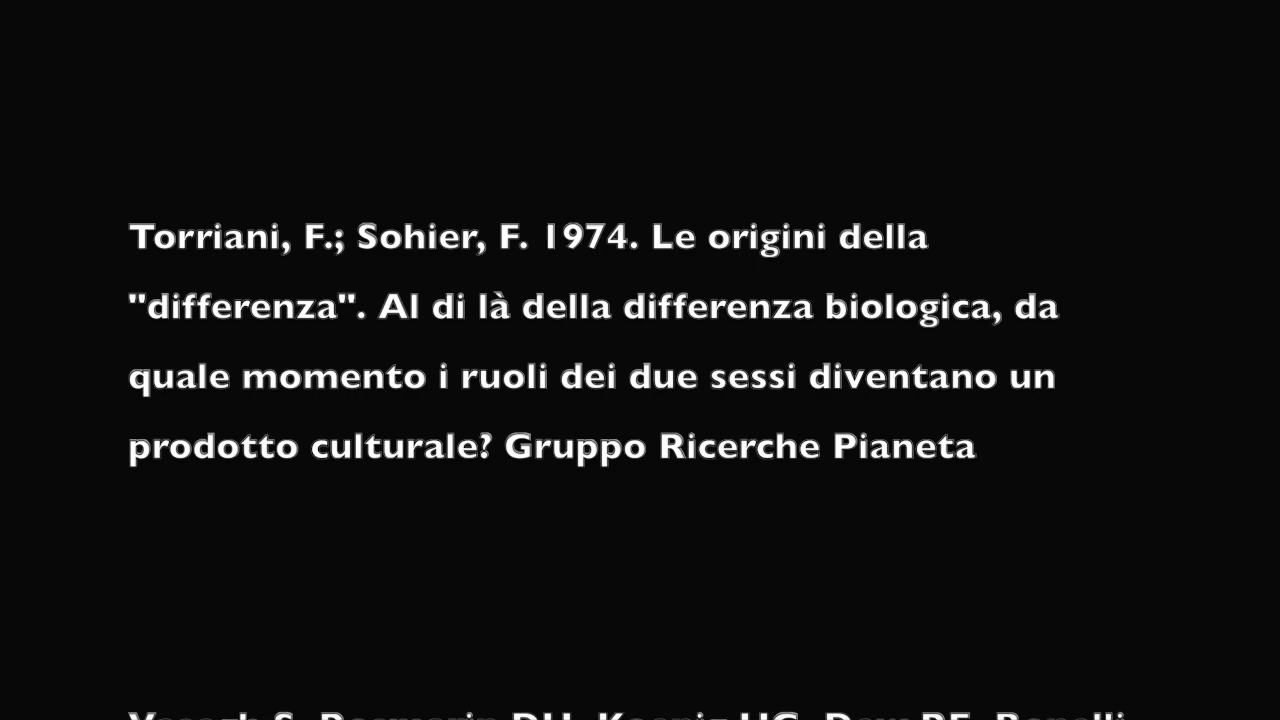 Torriani, F.; Sohier, F. 1974. Le origini della
"differenza". Al di là della differenza biologica, da
quale momento i ruoli dei due sessi diventano un
prodotto culturale? Gruppo Ricerche Pianeta